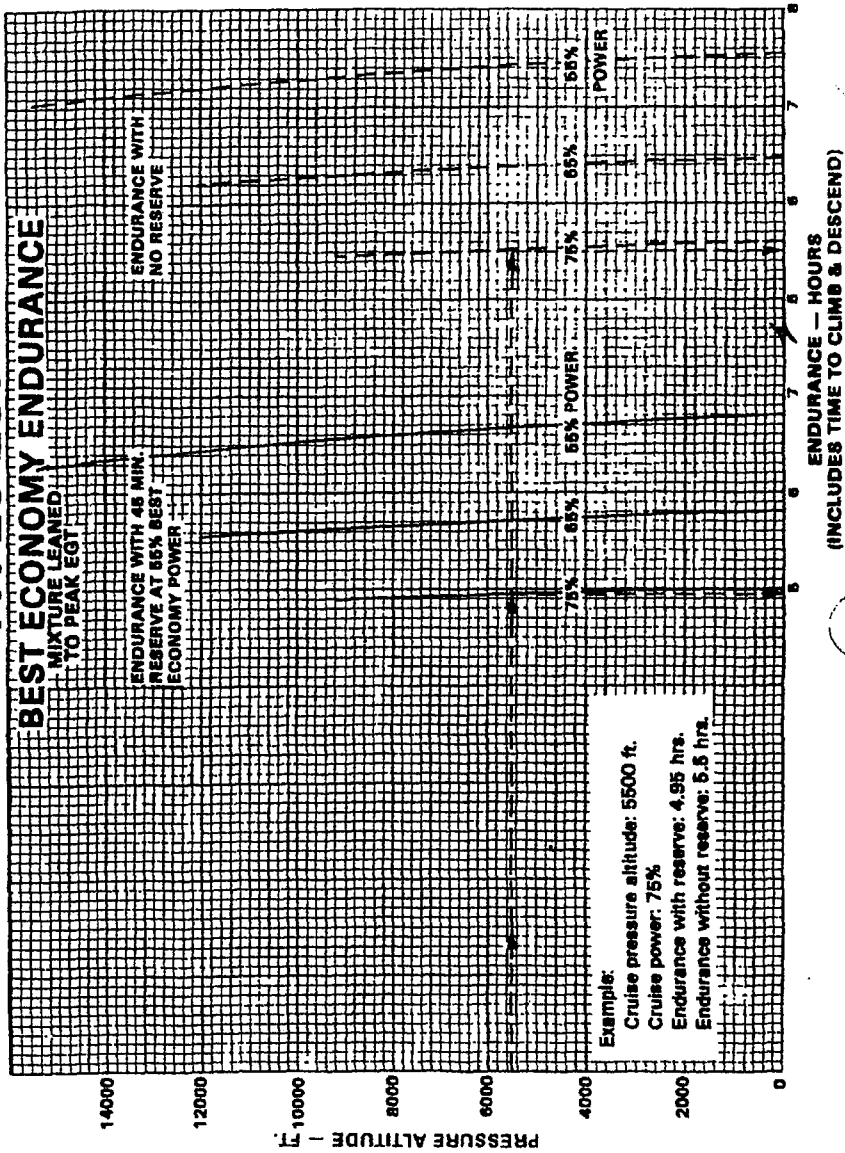 BEST ECONOMY ENDURANCE
MIXTURE LEANED
TO PEAK EGT
ENDURANCE WITH 45 MIN.
RESERVE AT 55% BEST
ECONOMY POWER
ENDURANCE WITH
NO RESERVE
14000
12000
10000
8000
6000
4000
2000
0
PRESSURE ALTITUDE – FT.
75%
65%
55% POWER
75%
65%
55%
POWER
Example:
Cruise pressure altitude: 5500 ft.
Cruise power: 75%
Endurance with reserve: 4.95 hrs.
Endurance without reserve: 5.5 hrs.
5 6 7 5 6 7 8
ENDURANCE — HOURS
(INCLUDES TIME TO CLIMB & DESCEND)